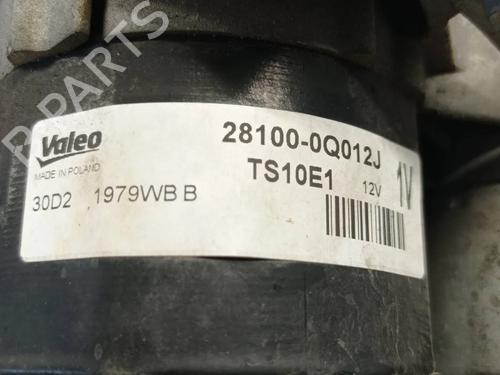 Valeo
MADE IN POLAND
30D2 1979WB B
28100-0Q012J
TS10E1 12V
1V
B PARTS